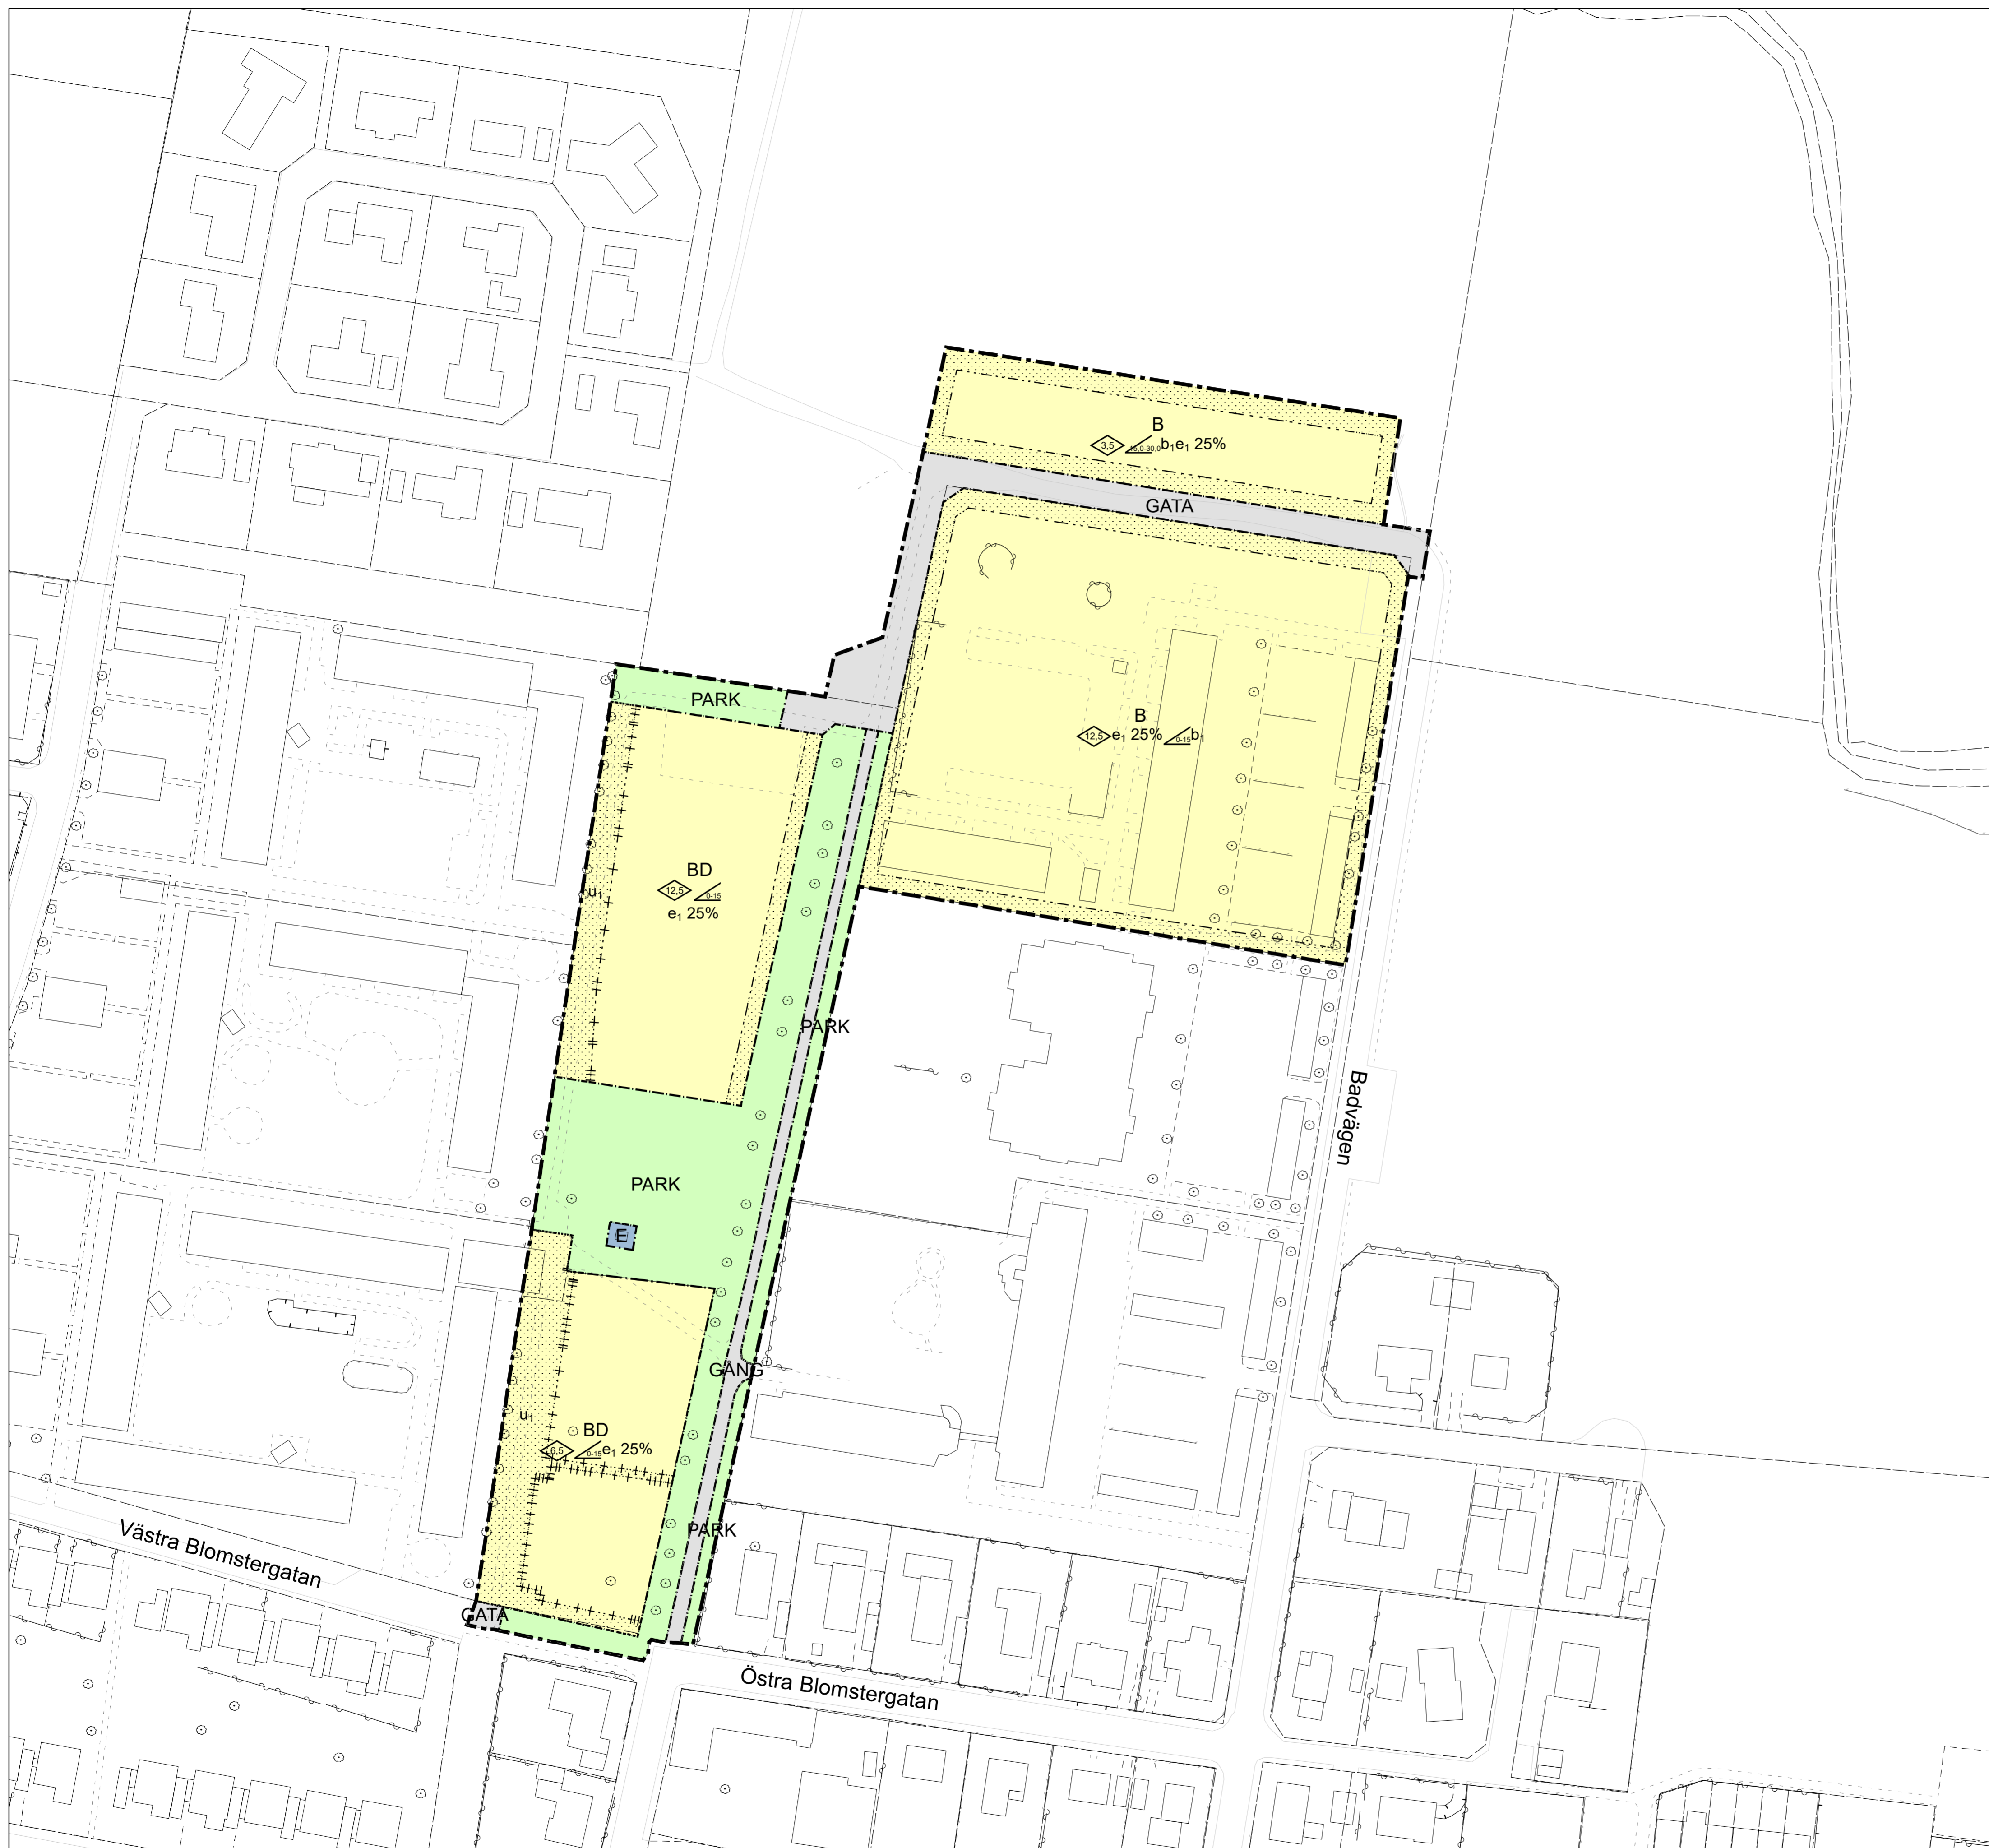 B
3,5 15,0-30,0 b₁e₁ 25%
GATA
PARK
B
12,5 e₁ 25% 0-15 b₁
BD
12,5 0-15
u₁
e₁ 25%
PARK
Badvägen
PARK
E
GÅNG
u₁
BD
6,5 0-15 e₁ 25%
PARK
Västra Blomstergatan
GATA
Östra Blomstergatan